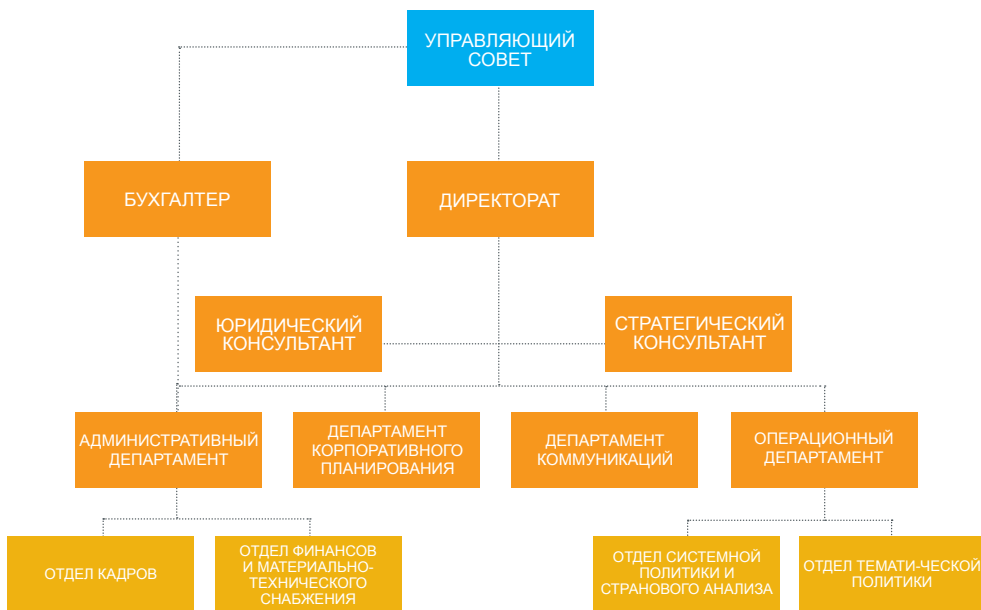 УПРАВЛЯЮЩИЙ
СОВЕТ
БУХГАЛТЕР
ДИРЕКТОРАТ
ЮРИДИЧЕСКИЙ
КОНСУЛЬТАНТ
СТРАТЕГИЧЕСКИЙ
КОНСУЛЬТАНТ
АДМИНИСТРАТИВНЫЙ
ДЕПАРТАМЕНТ
ДЕПАРТАМЕНТ
КОРПОРАТИВНОГО
ПЛАНИРОВАНИЯ
ДЕПАРТАМЕНТ
КОММУНИКАЦИЙ
ОПЕРАЦИОННЫЙ
ДЕПАРТАМЕНТ
ОТДЕЛ КАДРОВ
ОТДЕЛ ФИНАНСОВ
И МАТЕРИАЛЬНО-
ТЕХНИЧЕСКОГО
СНАБЖЕНИЯ
ОТДЕЛ СИСТЕМНОЙ
ПОЛИТИКИ И
СТРАНОВОГО АНАЛИЗА
ОТДЕЛ ТЕМАТИ-ЧЕСКОЙ
ПОЛИТИКИ